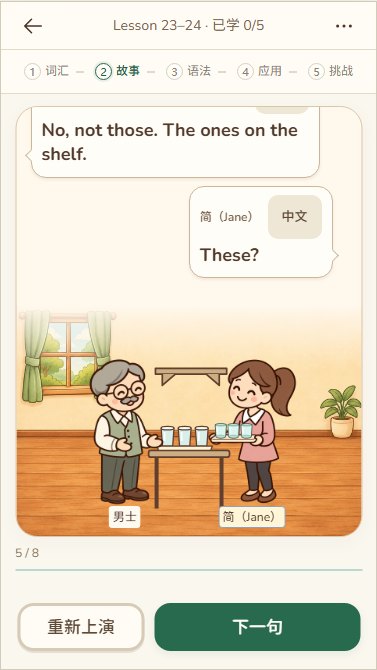 Lesson 23–24 · 已学 0/5
1 词汇 — 2 故事 — 3 语法 — 4 应用 — 5 挑战
No, not those. The ones on the
shelf.
简（Jane） 中文
These?
男士 简（Jane）
5 / 8
重新上演 下一句